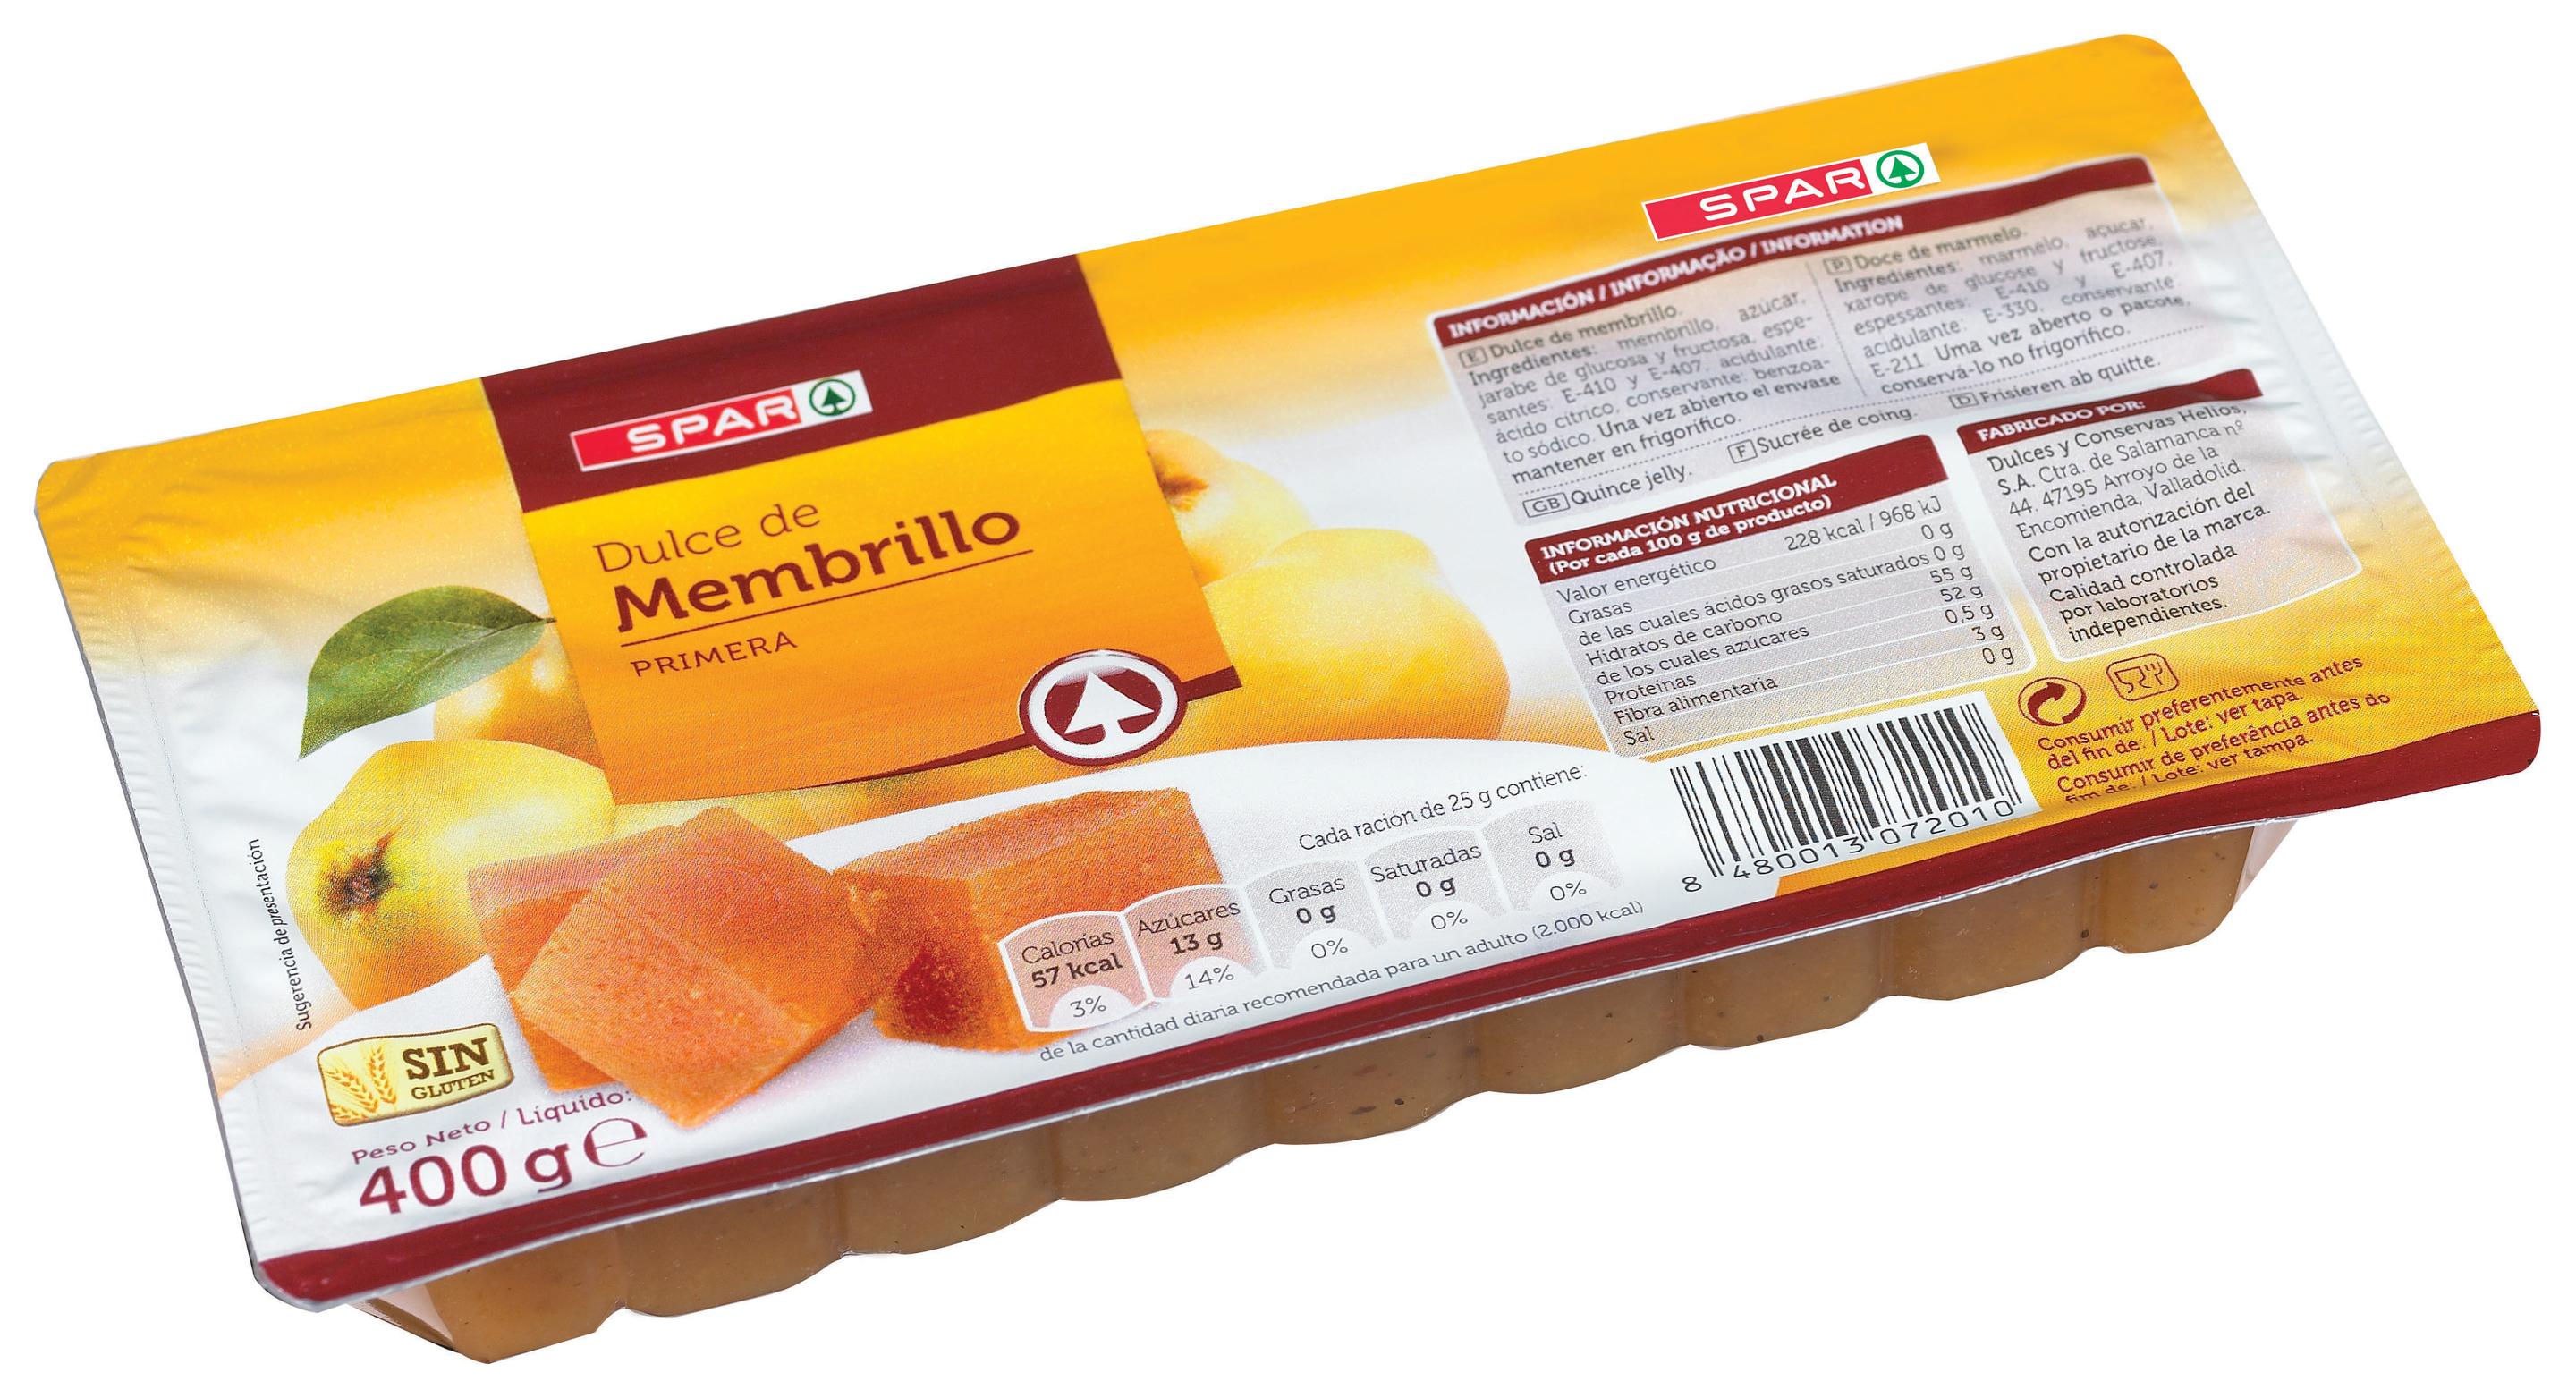 SPAR
Dulce de
Membrillo
PRIMERA
Sugerencia de presentación
SIN
GLUTEN
Peso Neto / Líquido:
400 g e
Cada ración de 25 g contiene:
Calorías
57 kcal
3%
Azúcares
13 g
14%
Grasas
0 g
0%
Saturadas
0 g
0%
Sal
0 g
0%
de la cantidad diaria recomendada para un adulto (2.000 kcal)
SPAR
INFORMACIÓN / INFORMAÇÃO / INFORMATION
E Dulce de membrillo.
Ingredientes: membrillo, azúcar,
jarabe de glucosa y fructosa, espe-
santes: E-410 y E-407, acidulante:
ácido cítrico, conservante: benzoa-
to sódico. Una vez abierto el envase
mantener en frigorífico.
P Doce de marmelo.
Ingredientes: marmelo, açucar,
xarope de glucose y fructose,
espessantes: E-410 y E-407,
acidulante: E-330, conservante
E-211. Uma vez aberto o pacote,
conservá-lo no frigorífico.
GB Quince jelly.
F Sucrée de coing.
D Frisieren ab quitte.
INFORMACIÓN NUTRICIONAL
(Por cada 100 g de producto)
Valor energético 228 kcal / 968 kJ
Grasas 0 g
de las cuales ácidos grasos saturados 0 g
Hidratos de carbono 55 g
de los cuales azúcares 52 g
Proteínas 0,5 g
Fibra alimentaria 3 g
Sal 0 g
FABRICADO POR:
Dulces y Conservas Helios,
S.A. Ctra. de Salamanca nº
44. 47195 Arroyo de la
Encomienda, Valladolid.
Con la autorización del
propietario de la marca.
Calidad controlada
por laboratorios
independientes.
Consumir preferentemente antes
del fin de: / Lote: ver tapa.
Consumir de preferência antes do
fim de: / Lote: ver tampa.
8 480013 072010